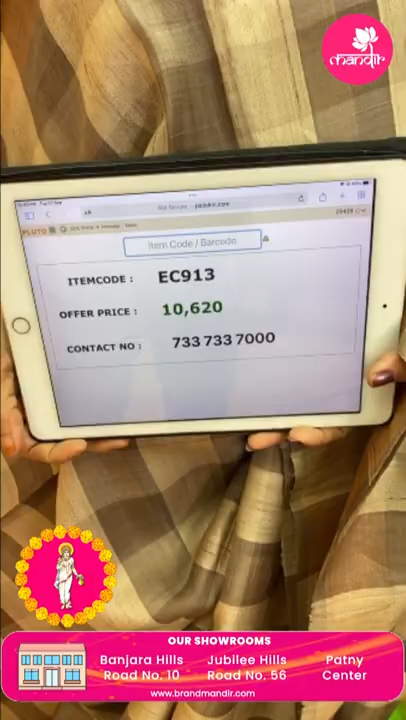 mandir
Item Code / Barcode
ITEMCODE : EC913
OFFER PRICE : 10,620
CONTACT NO : 733 733 7000
OUR SHOWROOMS
Banjara Hills
Road No. 10
Jubilee Hills
Road No. 56
Patny
Center
www.brandmandir.com